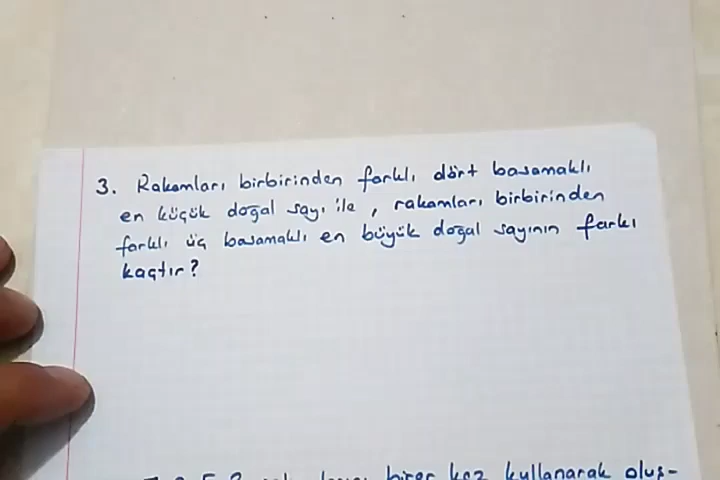 3. Rakamları birbirinden farklı dört basamaklı
en küçük doğal sayı ile, rakamları birbirinden
farklı üç basamaklı en büyük doğal sayının farkı
kaçtır?
birer kez kullanarak oluş-